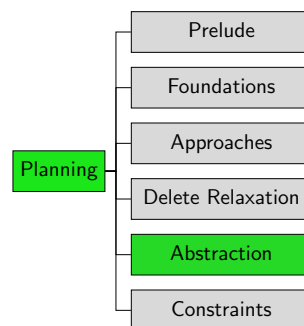 Prelude
Foundations
Approaches
Planning
Delete Relaxation
Abstraction
Constraints